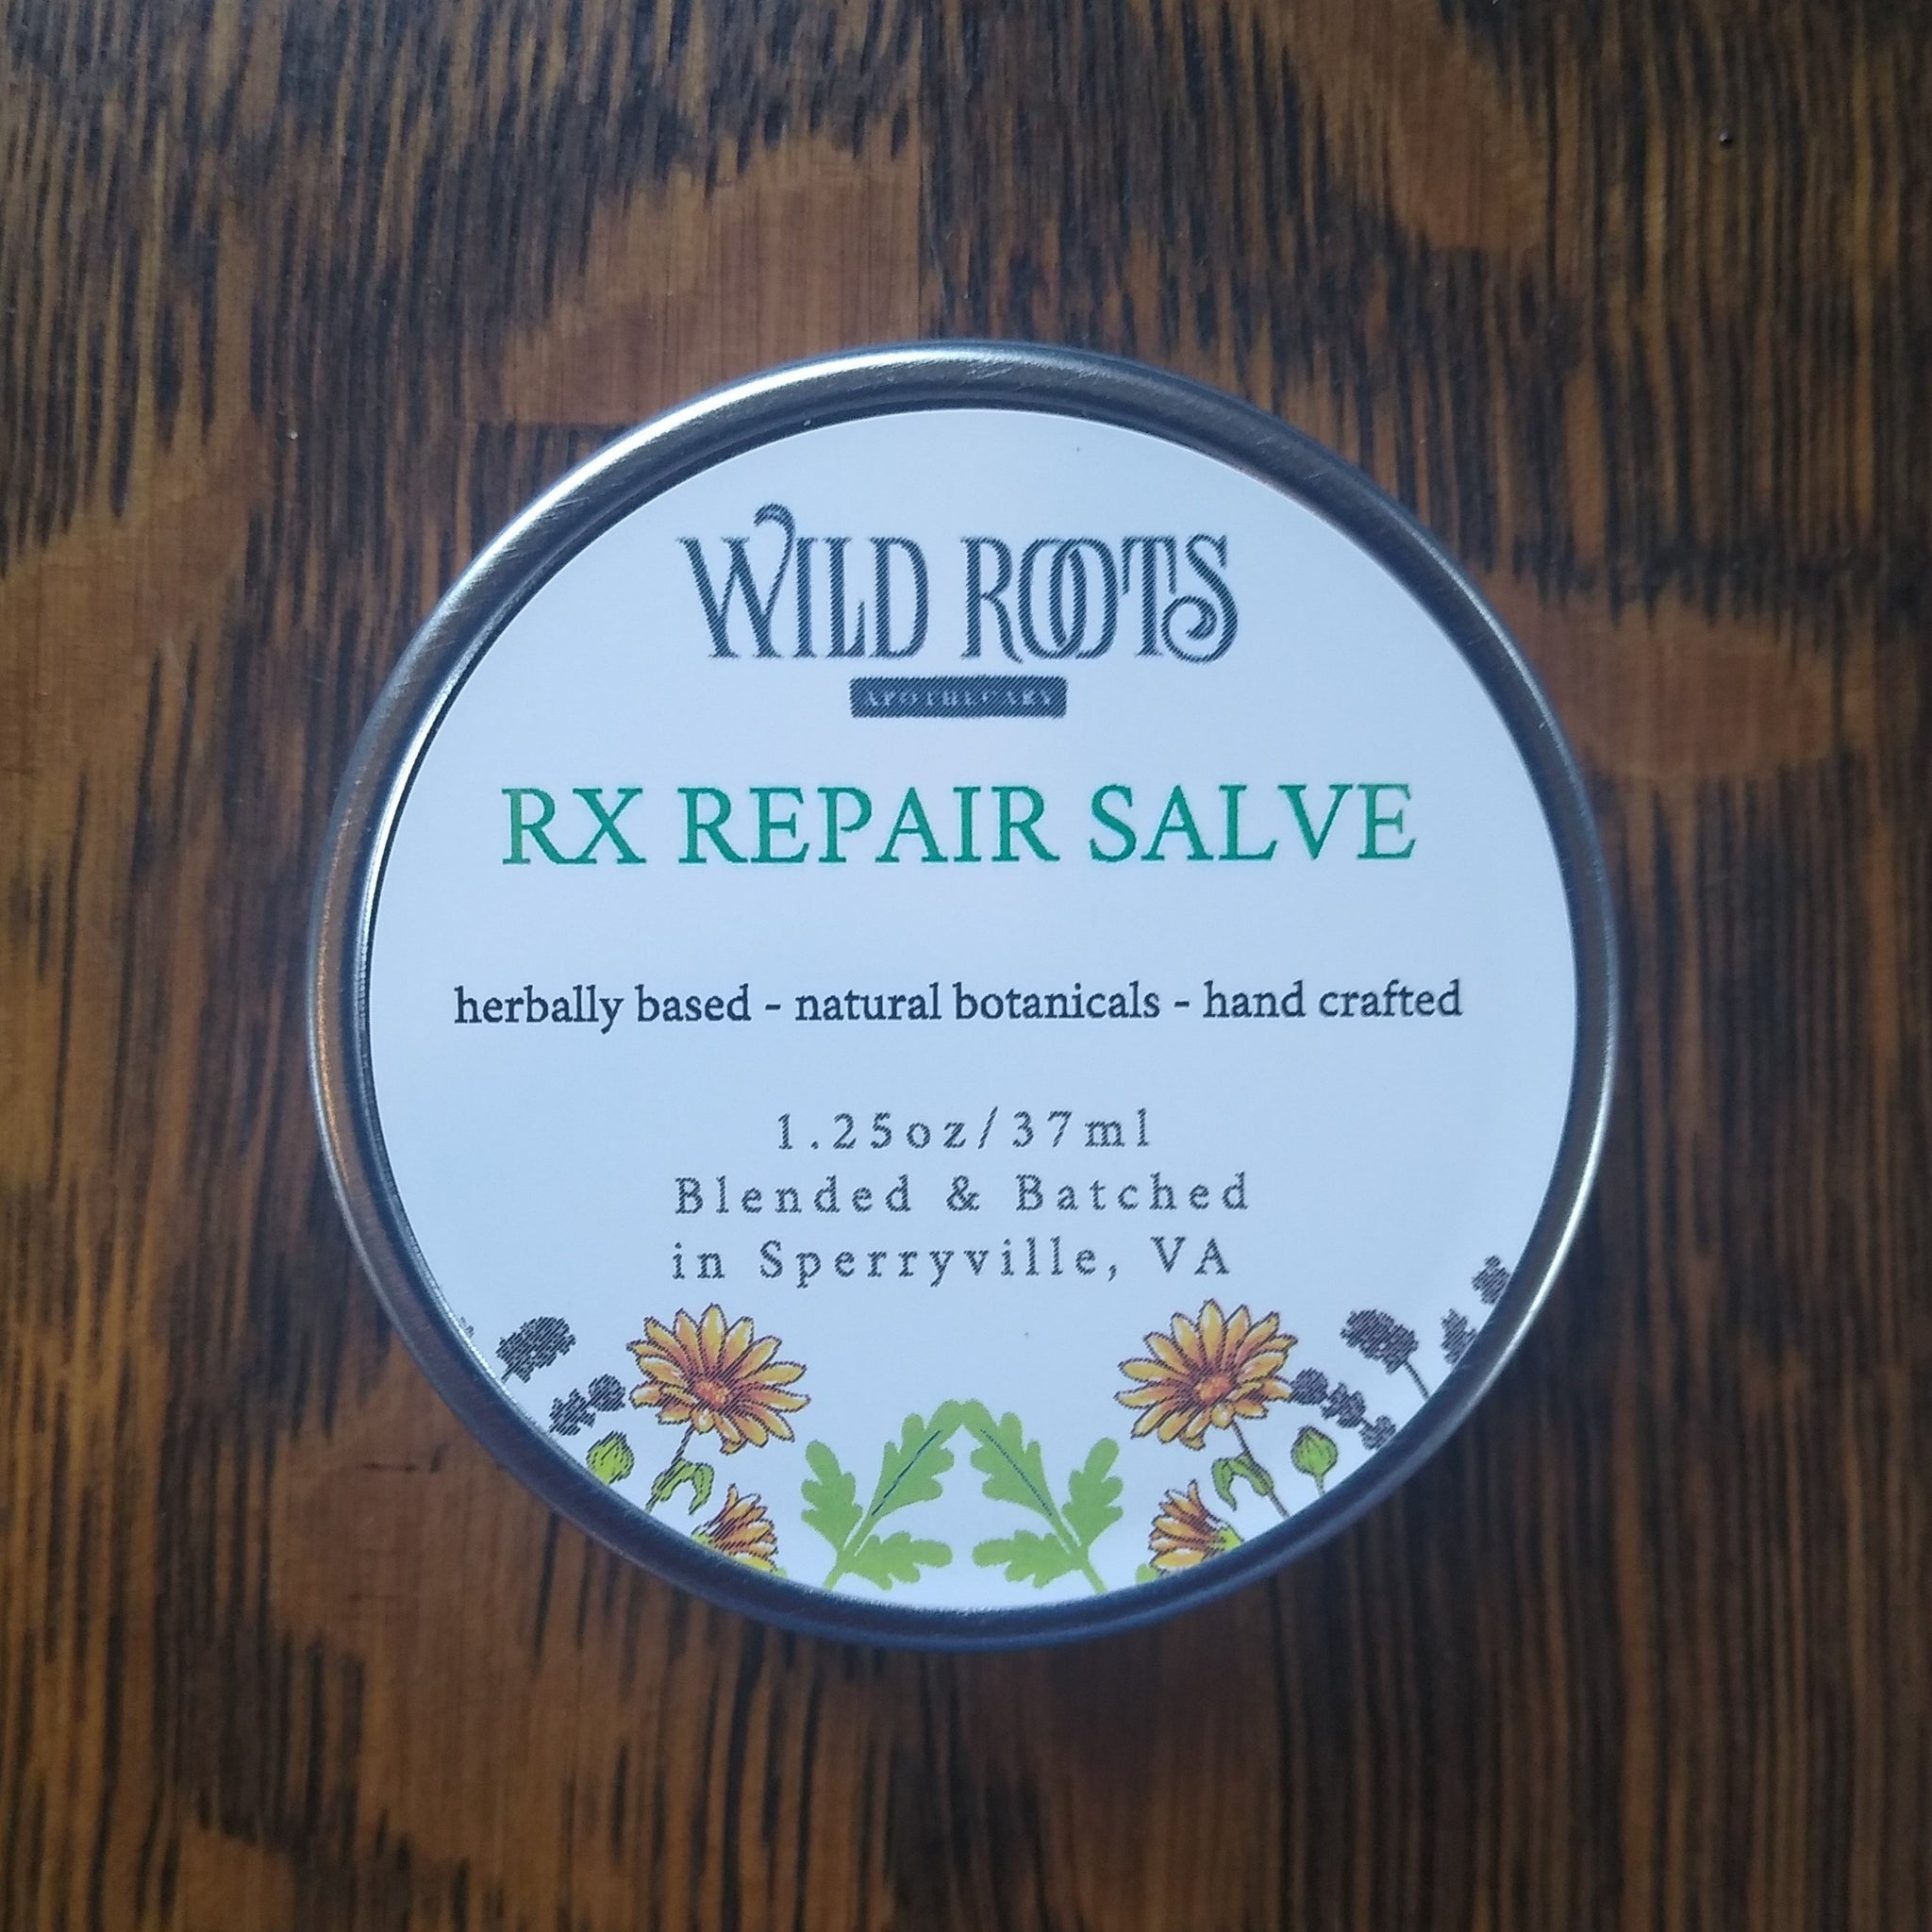 WILD ROOTS
APOTHECARY
RX REPAIR SALVE
herbally based - natural botanicals - hand crafted
1.25oz/37ml
Blended & Batched
in Sperryville, VA